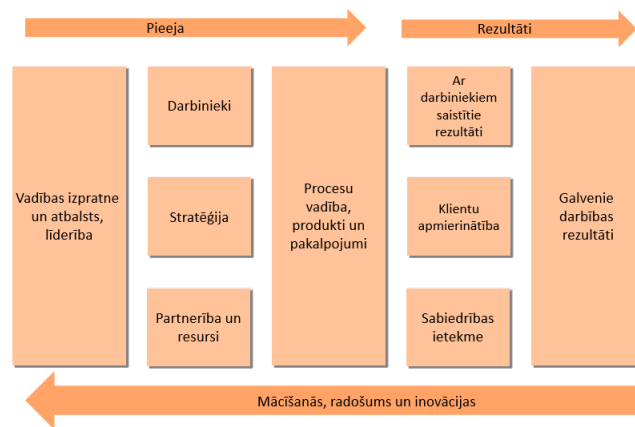 Pieeja
Rezultāti
Vadības izpratne
un atbalsts,
līderība
Darbinieki
Stratēģija
Partnerība un
resursi
Procesu
vadība,
produkti un
pakalpojumi
Ar
darbiniekiem
saistītie
rezultāti
Klientu
apmierinātība
Sabiedrības
ietekme
Galvenie
darbības
rezultāti
Mācīšanās, radošums un inovācijas